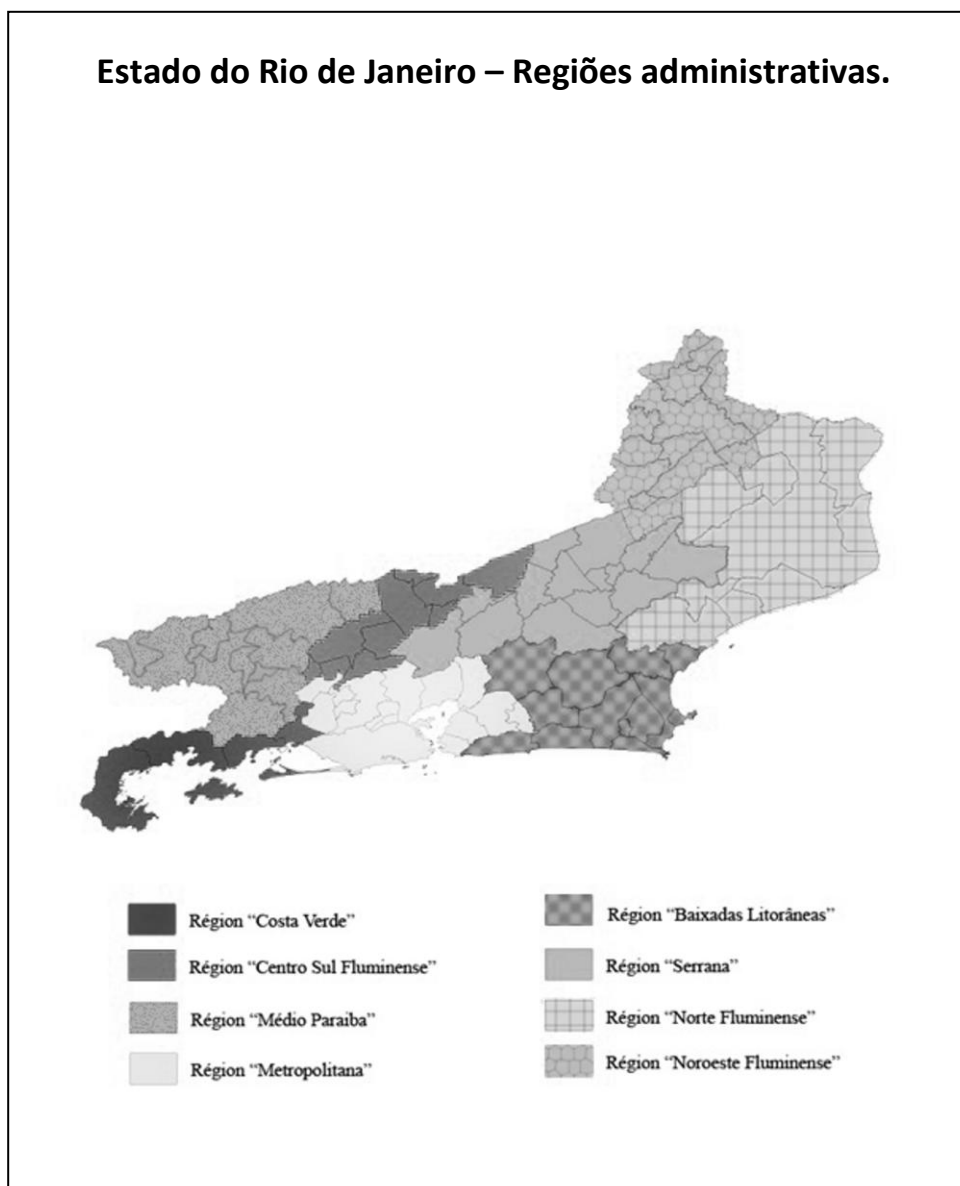 Estado do Rio de Janeiro – Regiões administrativas.
Région “Costa Verde”
Région “Centro Sul Fluminense”
Région “Médio Paraiba”
Région “Metropolitana”
Région “Baixadas Litorâneas”
Région “Serrana”
Région “Norte Fluminense”
Région “Noroeste Fluminense”